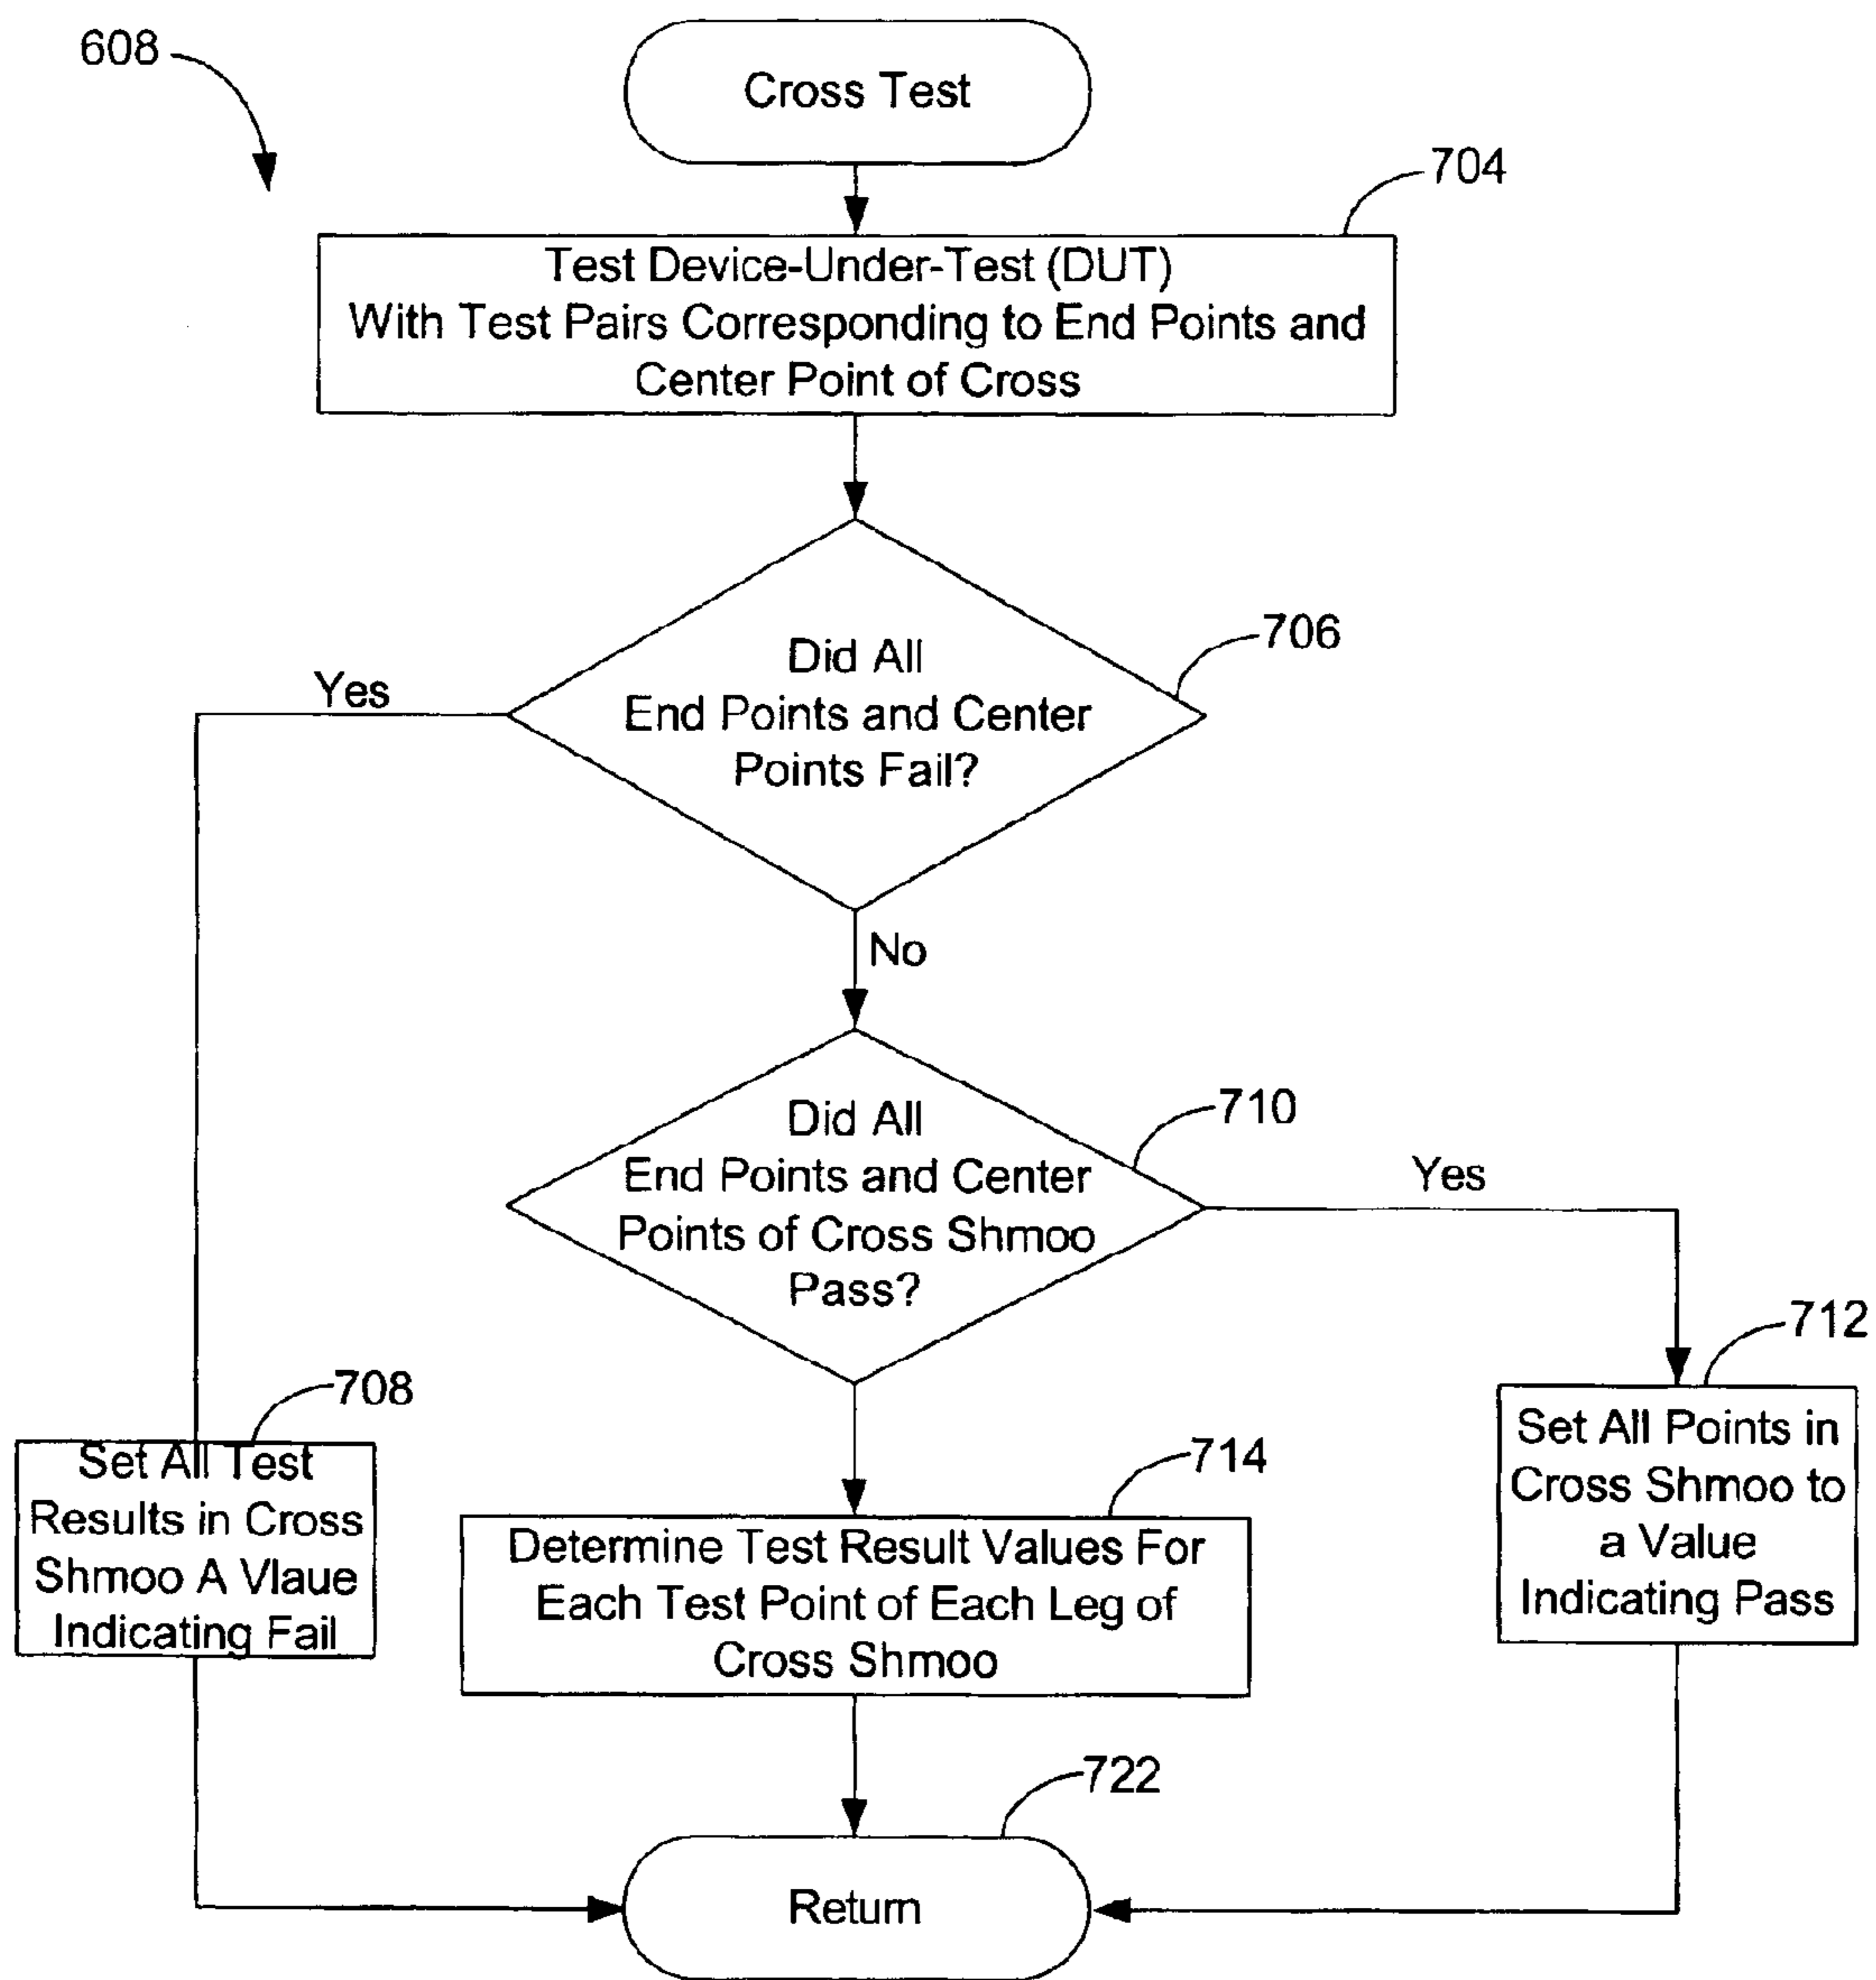 608
Cross Test
704
Test Device-Under-Test (DUT)
With Test Pairs Corresponding to End Points and
Center Point of Cross
706
Did All
End Points and Center
Points Fail?
Yes
No
710
Did All
End Points and Center
Points of Cross Shmoo
Pass?
Yes
712
Set All Points in
Cross Shmoo to
a Value
Indicating Pass
708
Set All Test
Results in Cross
Shmoo A Vlaue
Indicating Fail
714
Determine Test Result Values For
Each Test Point of Each Leg of
Cross Shmoo
722
Return